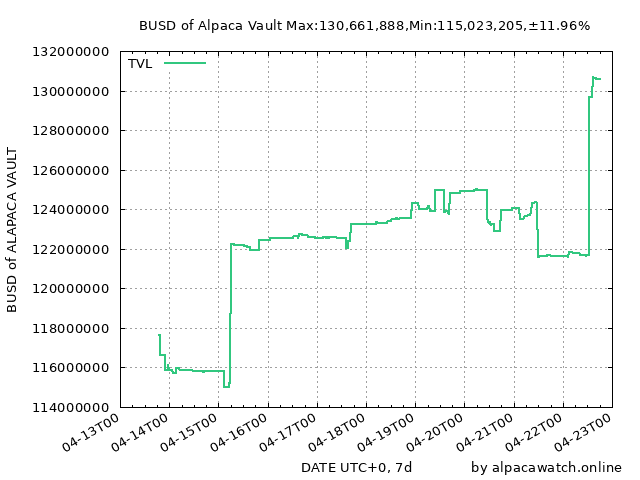 BUSD of Alpaca Vault Max:130,661,888,Min:115,023,205,±11.96%
TVL
132000000
130000000
128000000
126000000
124000000
122000000
120000000
118000000
116000000
114000000
BUSD of ALAPACA VAULT
04-13T00
04-14T00
04-15T00
04-16T00
04-17T00
04-18T00
04-19T00
04-20T00
04-21T00
04-22T00
04-23T00
DATE UTC+0, 7d
by alpacawatch.online